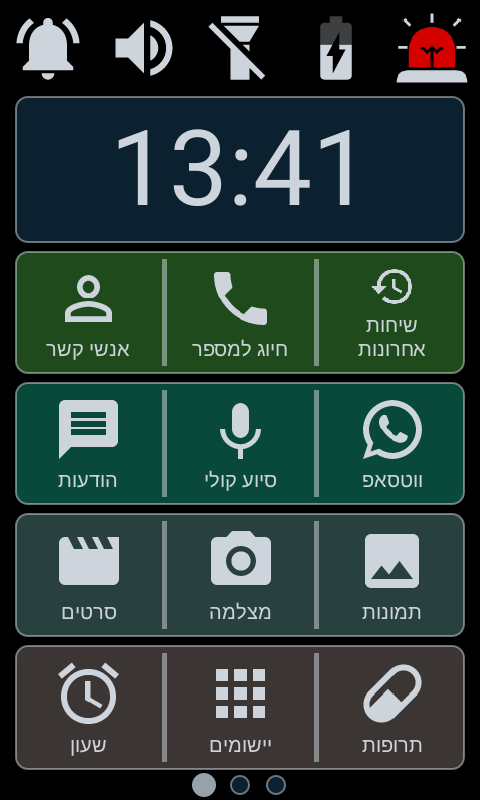 13:41
שיחות
אחרונות
חיוג למספר
אנשי קשר
ווטסאפ
סיוע קולי
הודעות
תמונות
מצלמה
סרטים
תרופות
יישומים
שעון